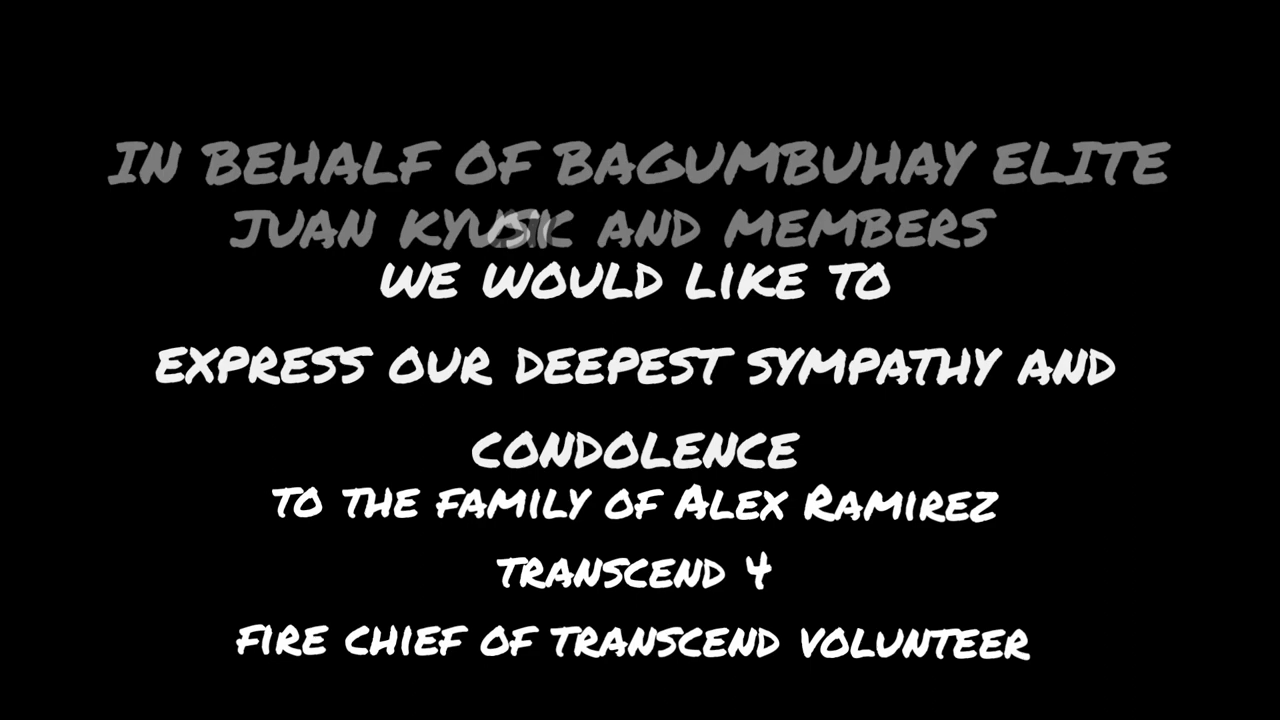 IN BEHALF OF BAGUMBUHAY ELITE
JUAN KYUSIC AND MEMBERS
WE WOULD LIKE TO
EXPRESS OUR DEEPEST SYMPATHY AND
CONDOLENCE
TO THE FAMILY OF ALEX RAMIREZ
TRANSCEND 4
FIRE CHIEF OF TRANSCEND VOLUNTEER